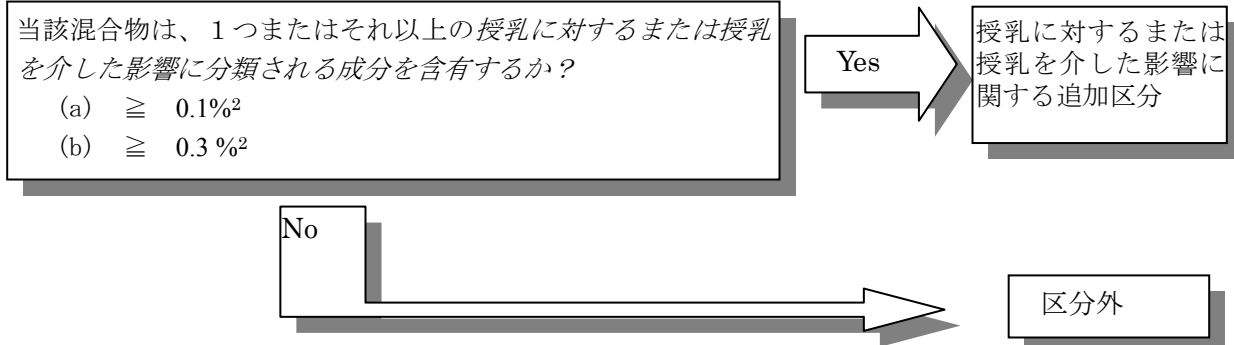 当該混合物は、１つまたはそれ以上の授乳に対するまたは授乳
を介した影響に分類される成分を含有するか？
(a) ≧ 0.1%²
(b) ≧ 0.3 %²
Yes
授乳に対するまたは
授乳を介した影響に
関する追加区分
No
区分外